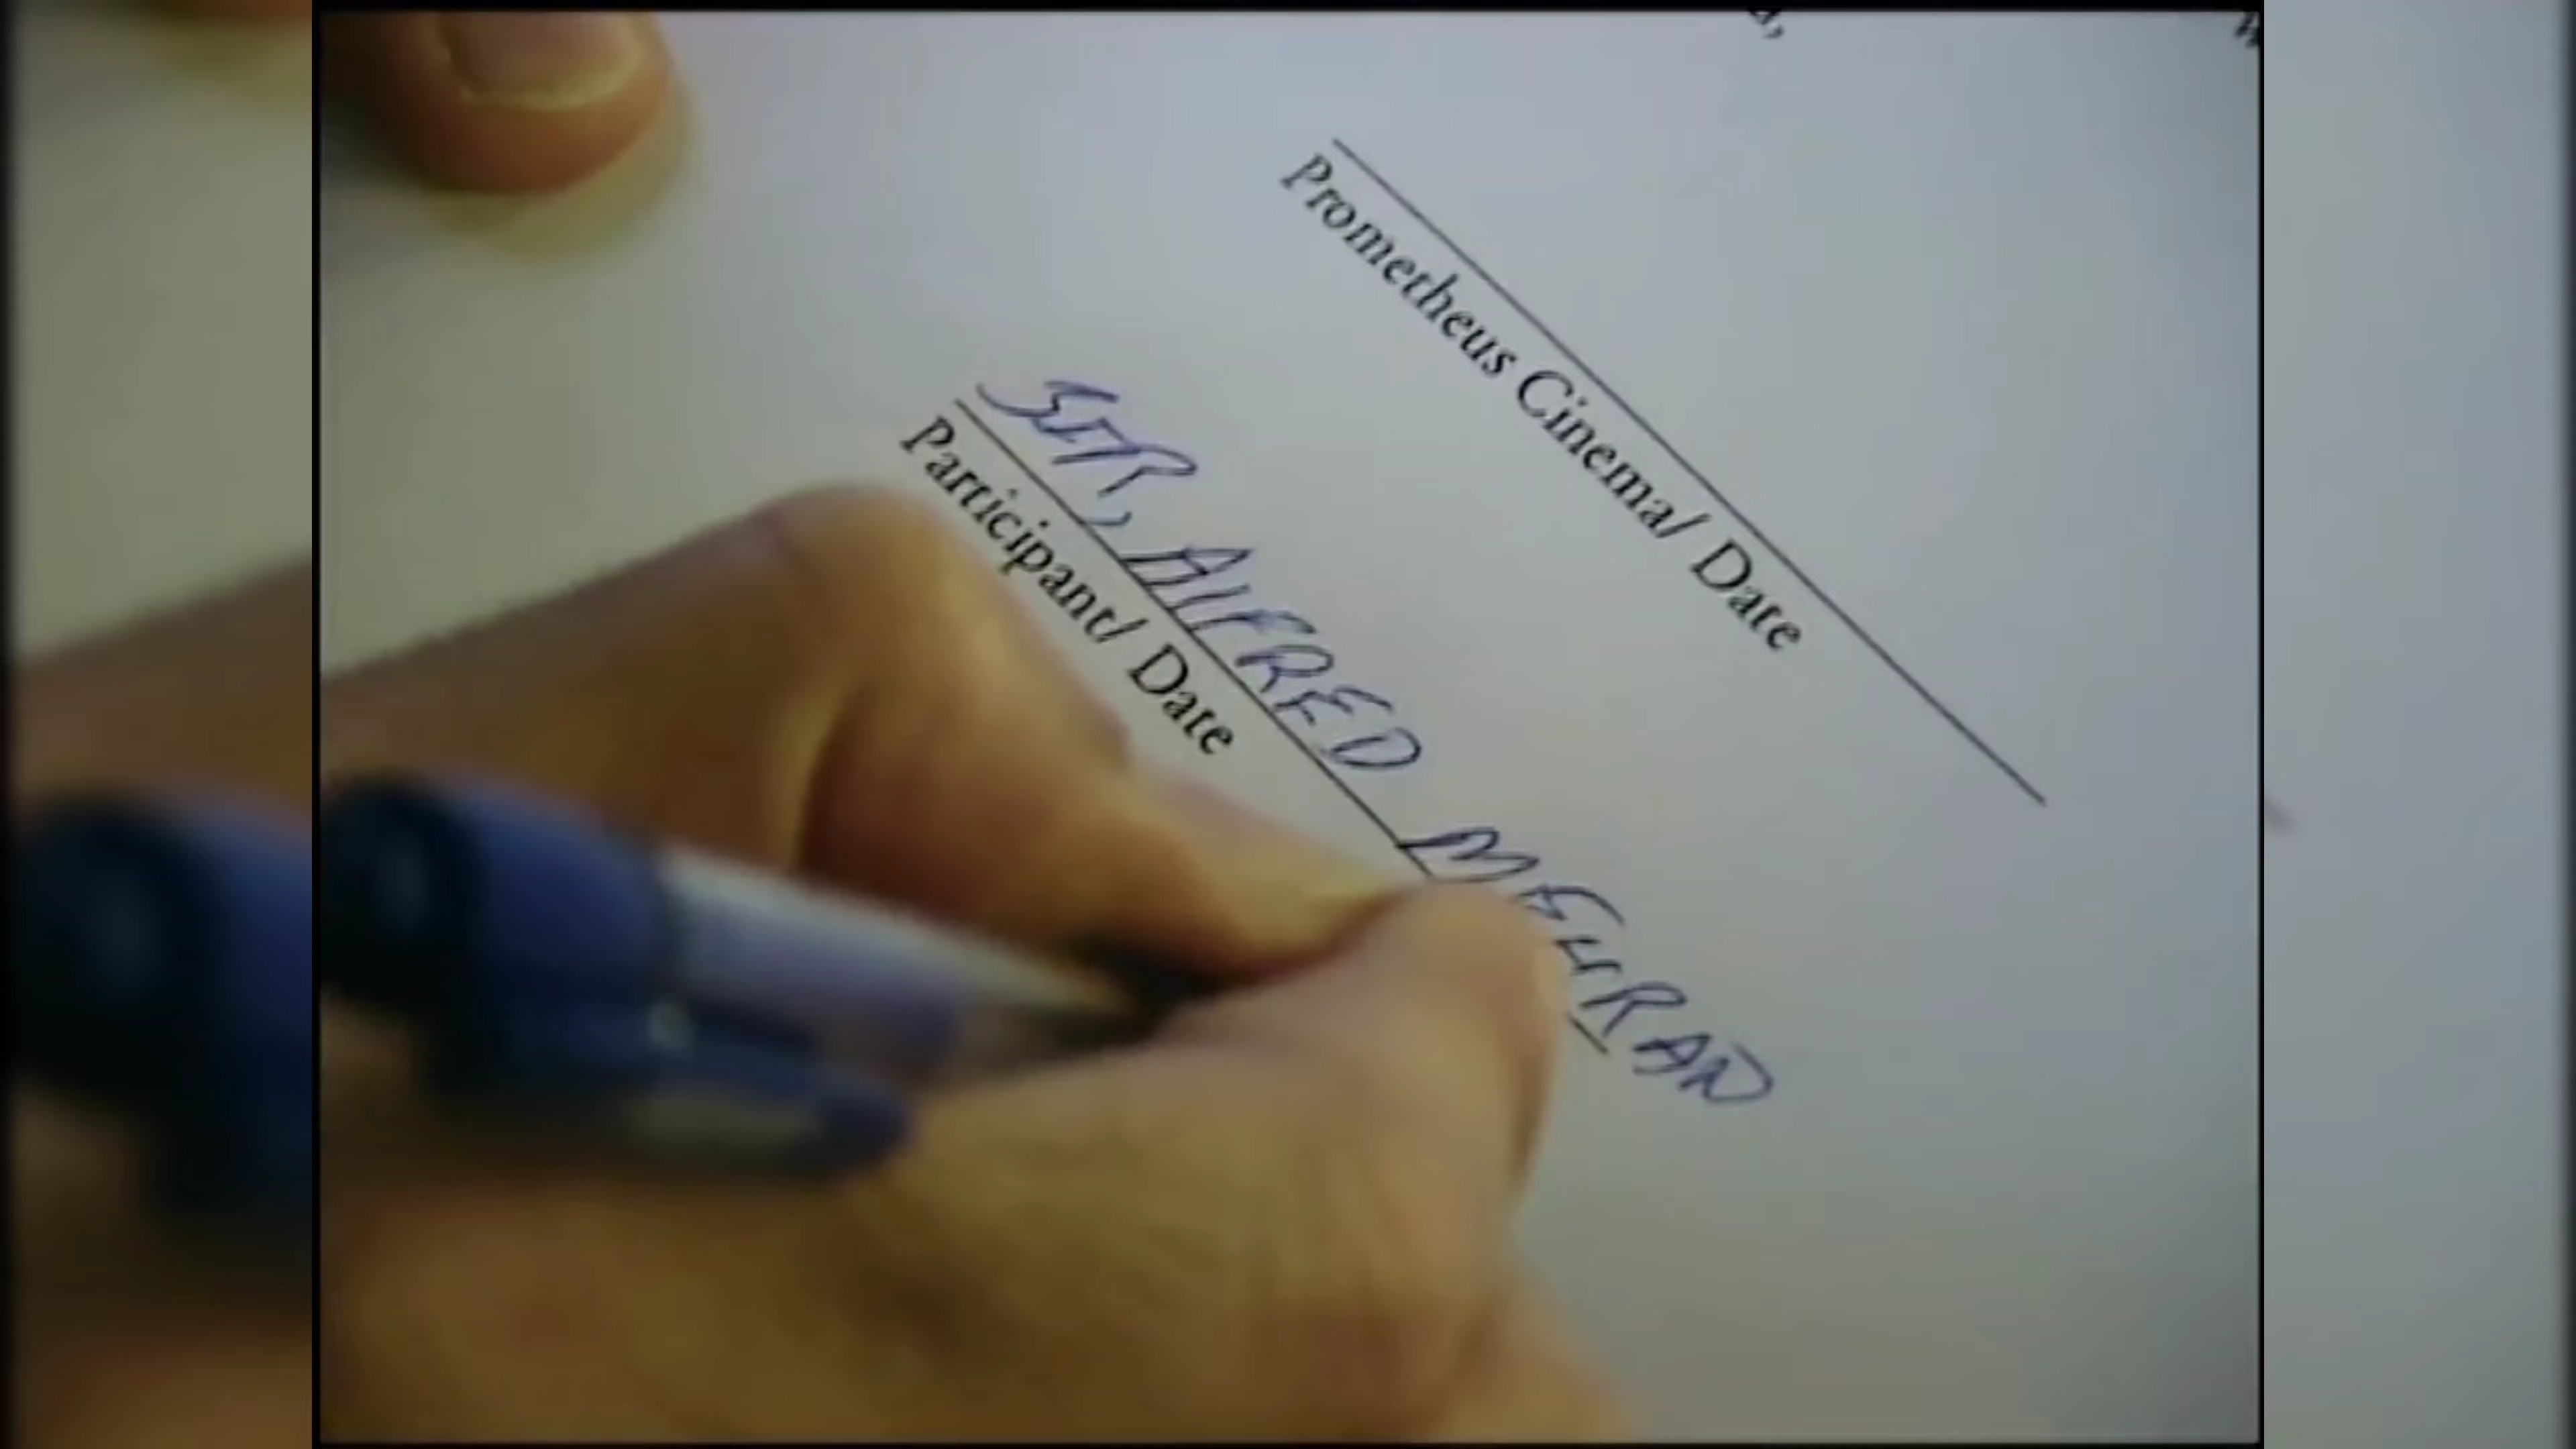 Prometheus Cinema/ Date
SIR, AlFRED MEHRAN
Participant/ Date